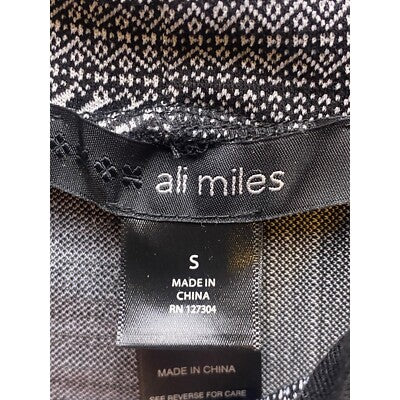 ali miles
S
MADE IN
CHINA
RN 127304
MADE IN CHINA
SEE REVERSE FOR CARE